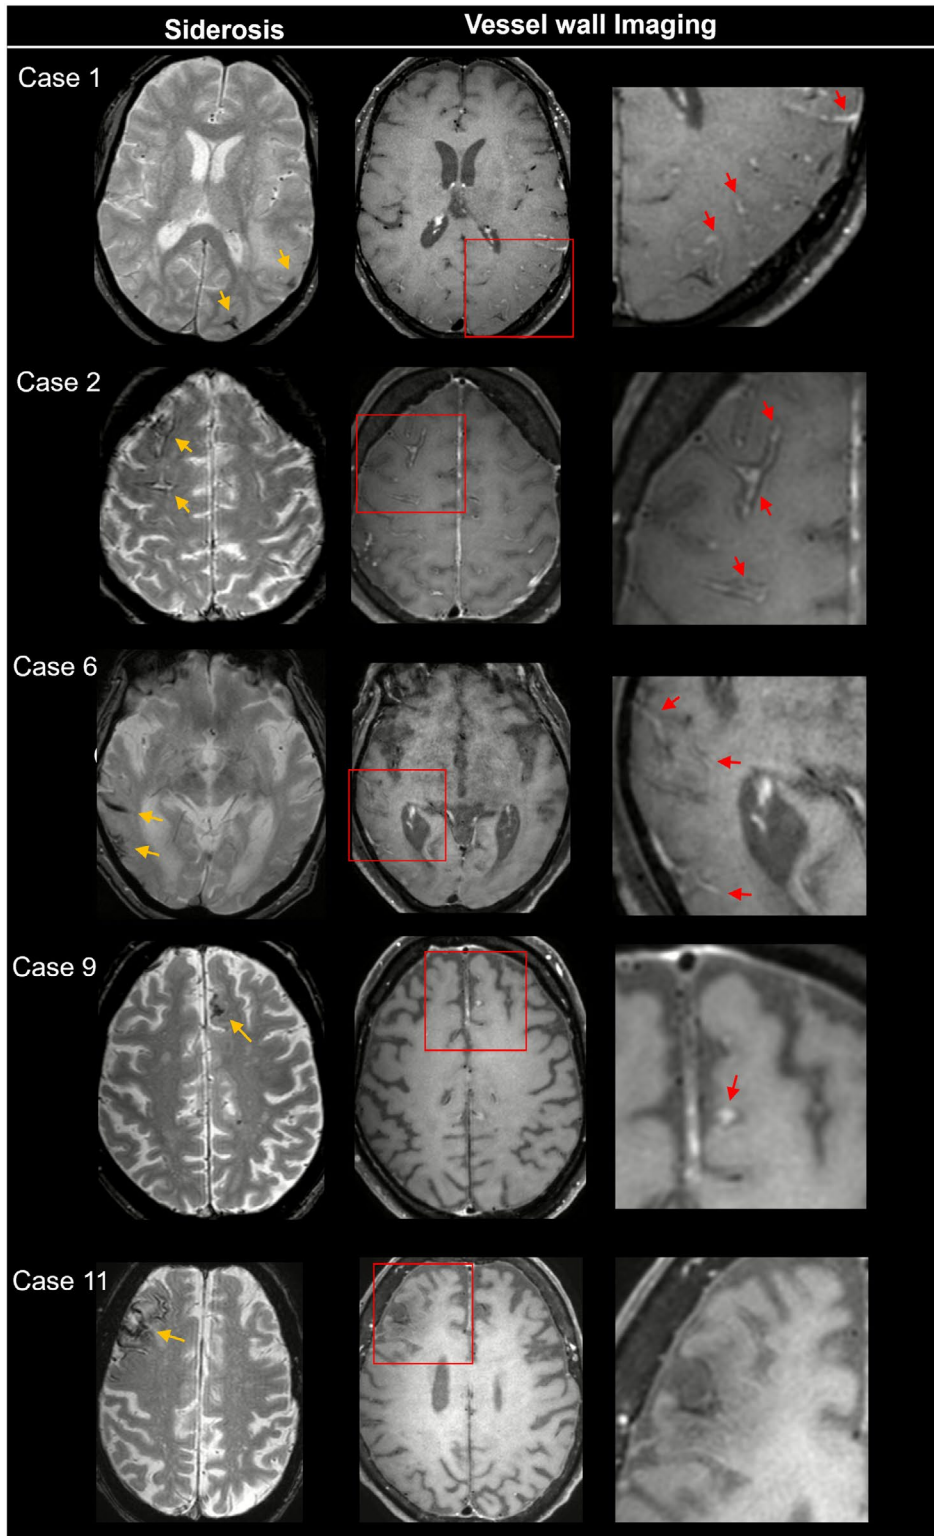 Siderosis
Vessel wall Imaging
Case 1
Case 2
Case 6
Case 9
Case 11